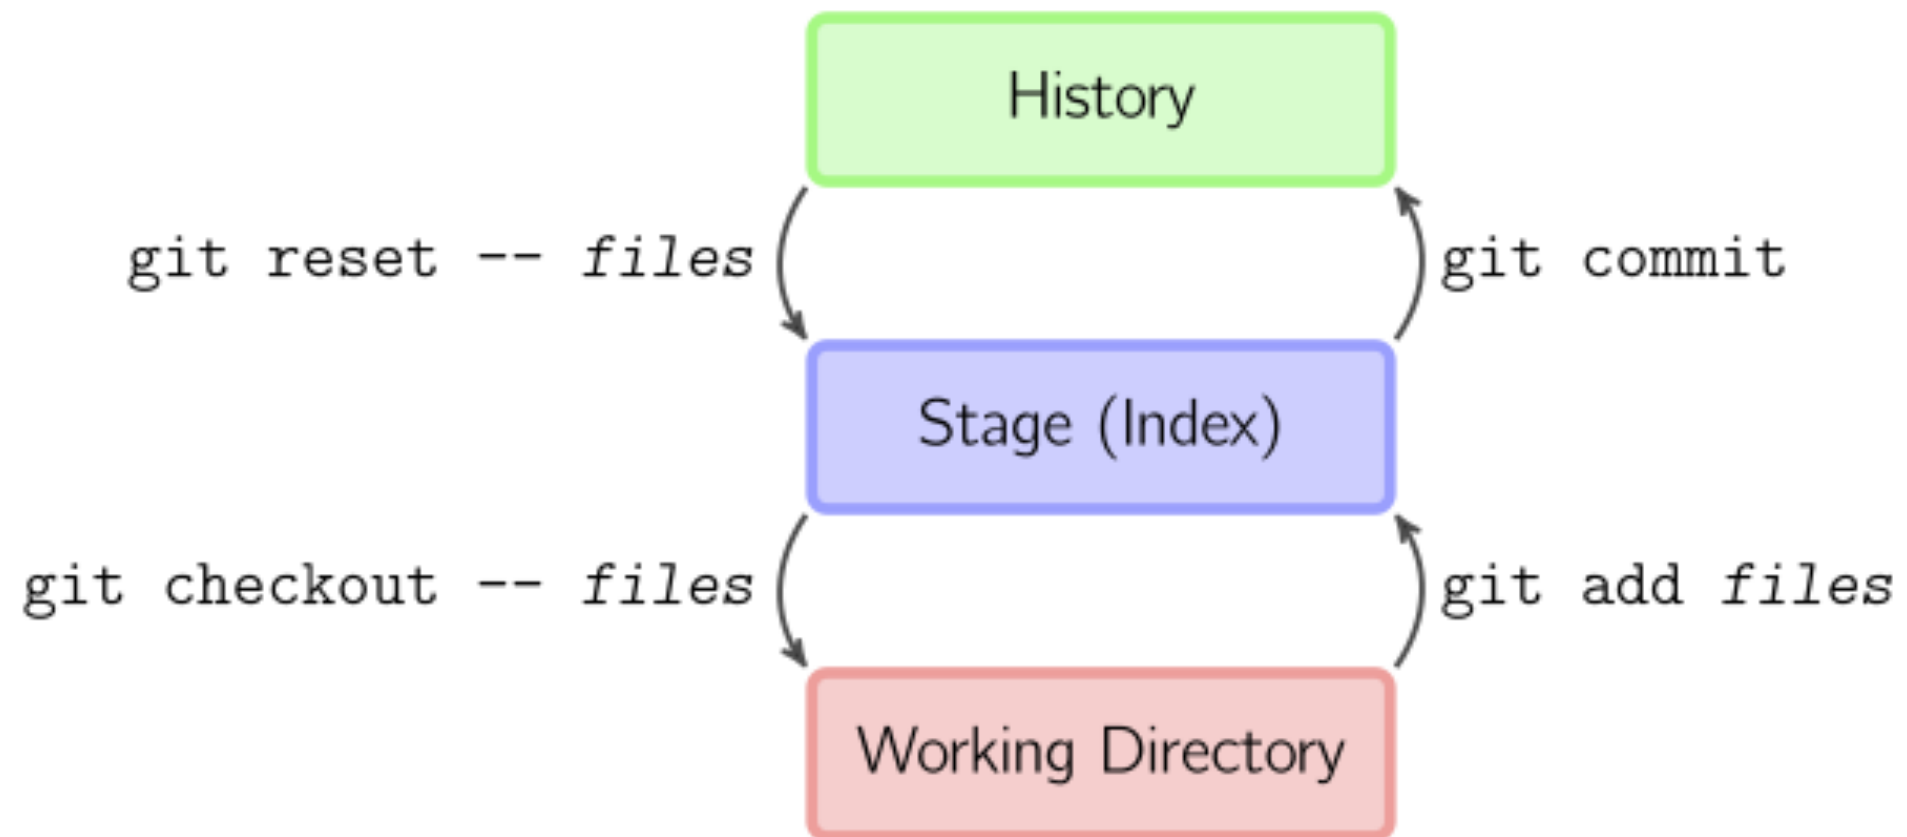 History
git reset -- files
git commit
Stage (Index)
git checkout -- files
git add files
Working Directory